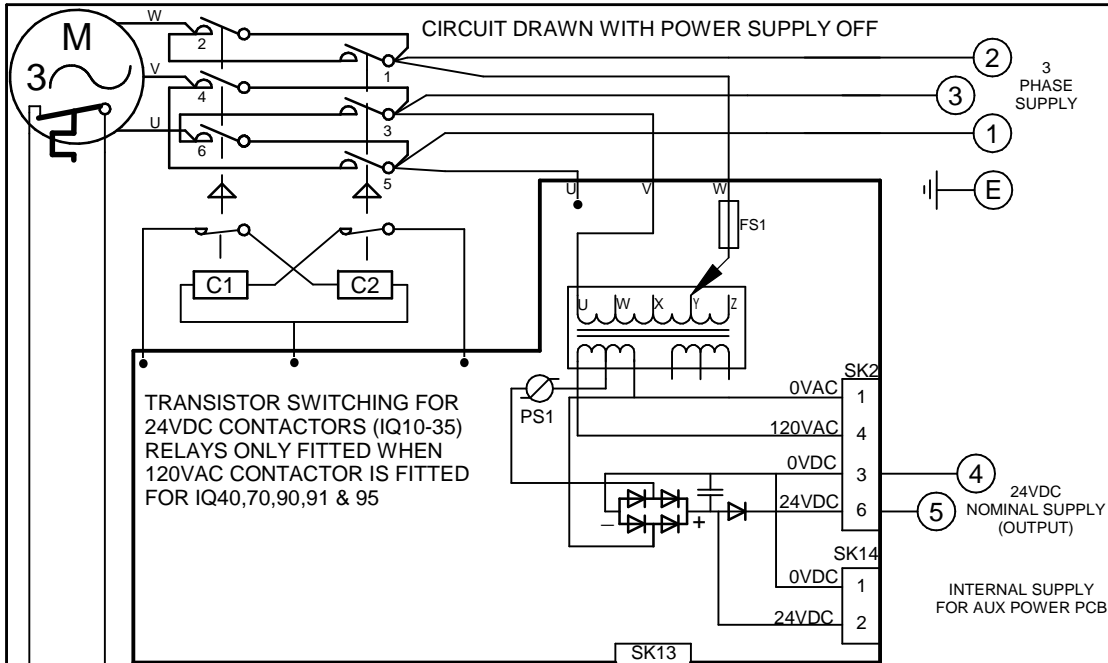 CIRCUIT DRAWN WITH POWER SUPPLY OFF
M
3
W
V
U
2
1
4
3
6
5
2
3
1
E
3
PHASE
SUPPLY
U
V
W
FS1
C1
C2
U
W
X
Y
Z
PS1
TRANSISTOR SWITCHING FOR
24VDC CONTACTORS (IQ10-35)
RELAYS ONLY FITTED WHEN
120VAC CONTACTOR IS FITTED
FOR IQ40,70,90,91 & 95
SK2
0VAC 1
120VAC 4
0VDC 3
24VDC 6
4
5
24VDC
NOMINAL SUPPLY
(OUTPUT)
− +
SK14
0VDC 1
24VDC 2
INTERNAL SUPPLY
FOR AUX POWER PCB
SK13